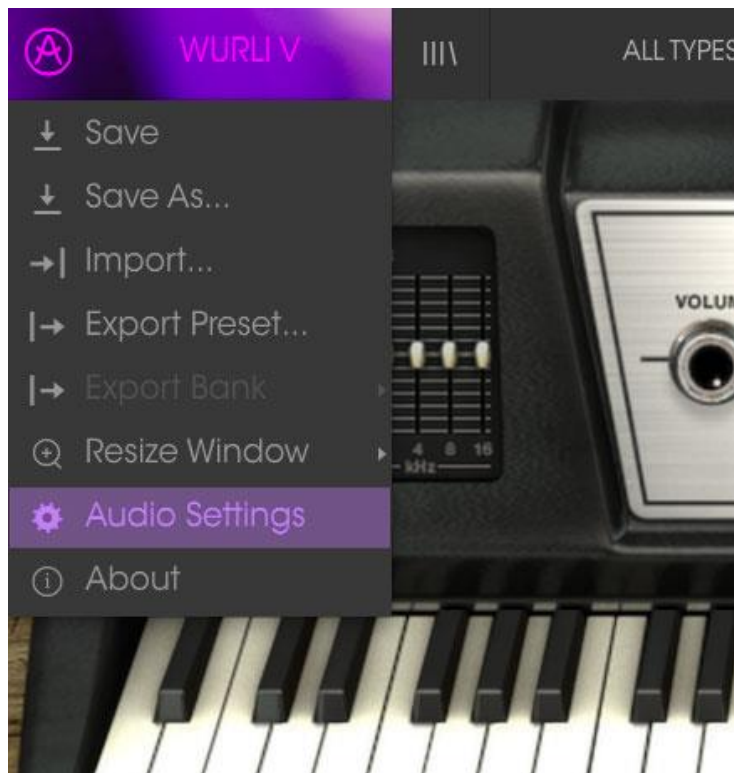 WURLI V
ALL TYPES
Save
Save As...
Import...
Export Preset...
Export Bank
Resize Window
Audio Settings
About
VOLUM
4 8 16
kHz